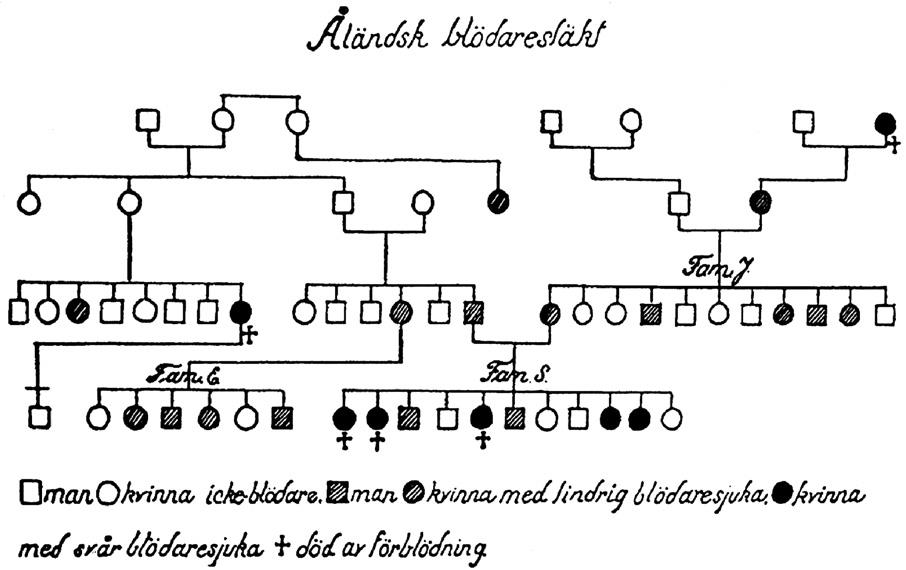 Åländsk blödaresläkt
Fam. J.
Fam. E.
Fam. S.
man kvinna icke-blödare. man kvinna med lindrig blödaresjuka. kvinna
med svår blödaresjuka † död av förblödning